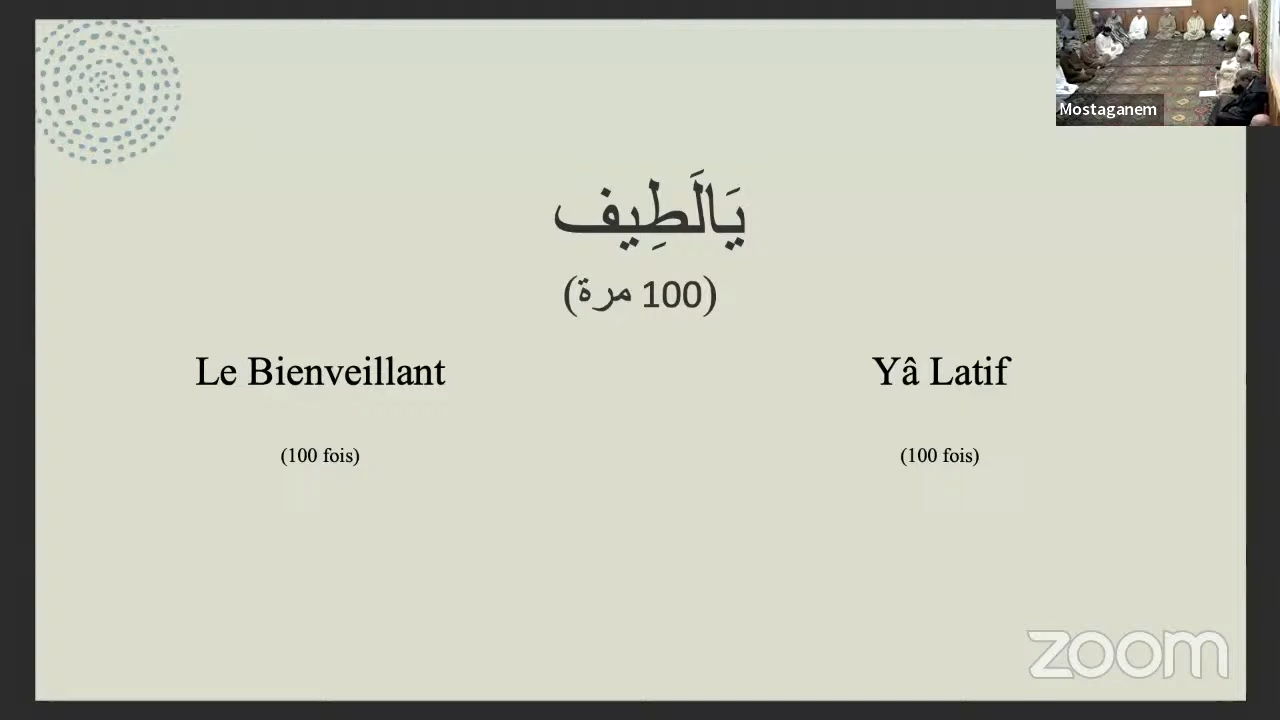 Mostaganem
يَالَطِيف
(100 مرة)
Le Bienveillant
Yâ Latif
(100 fois)
(100 fois)
zoom